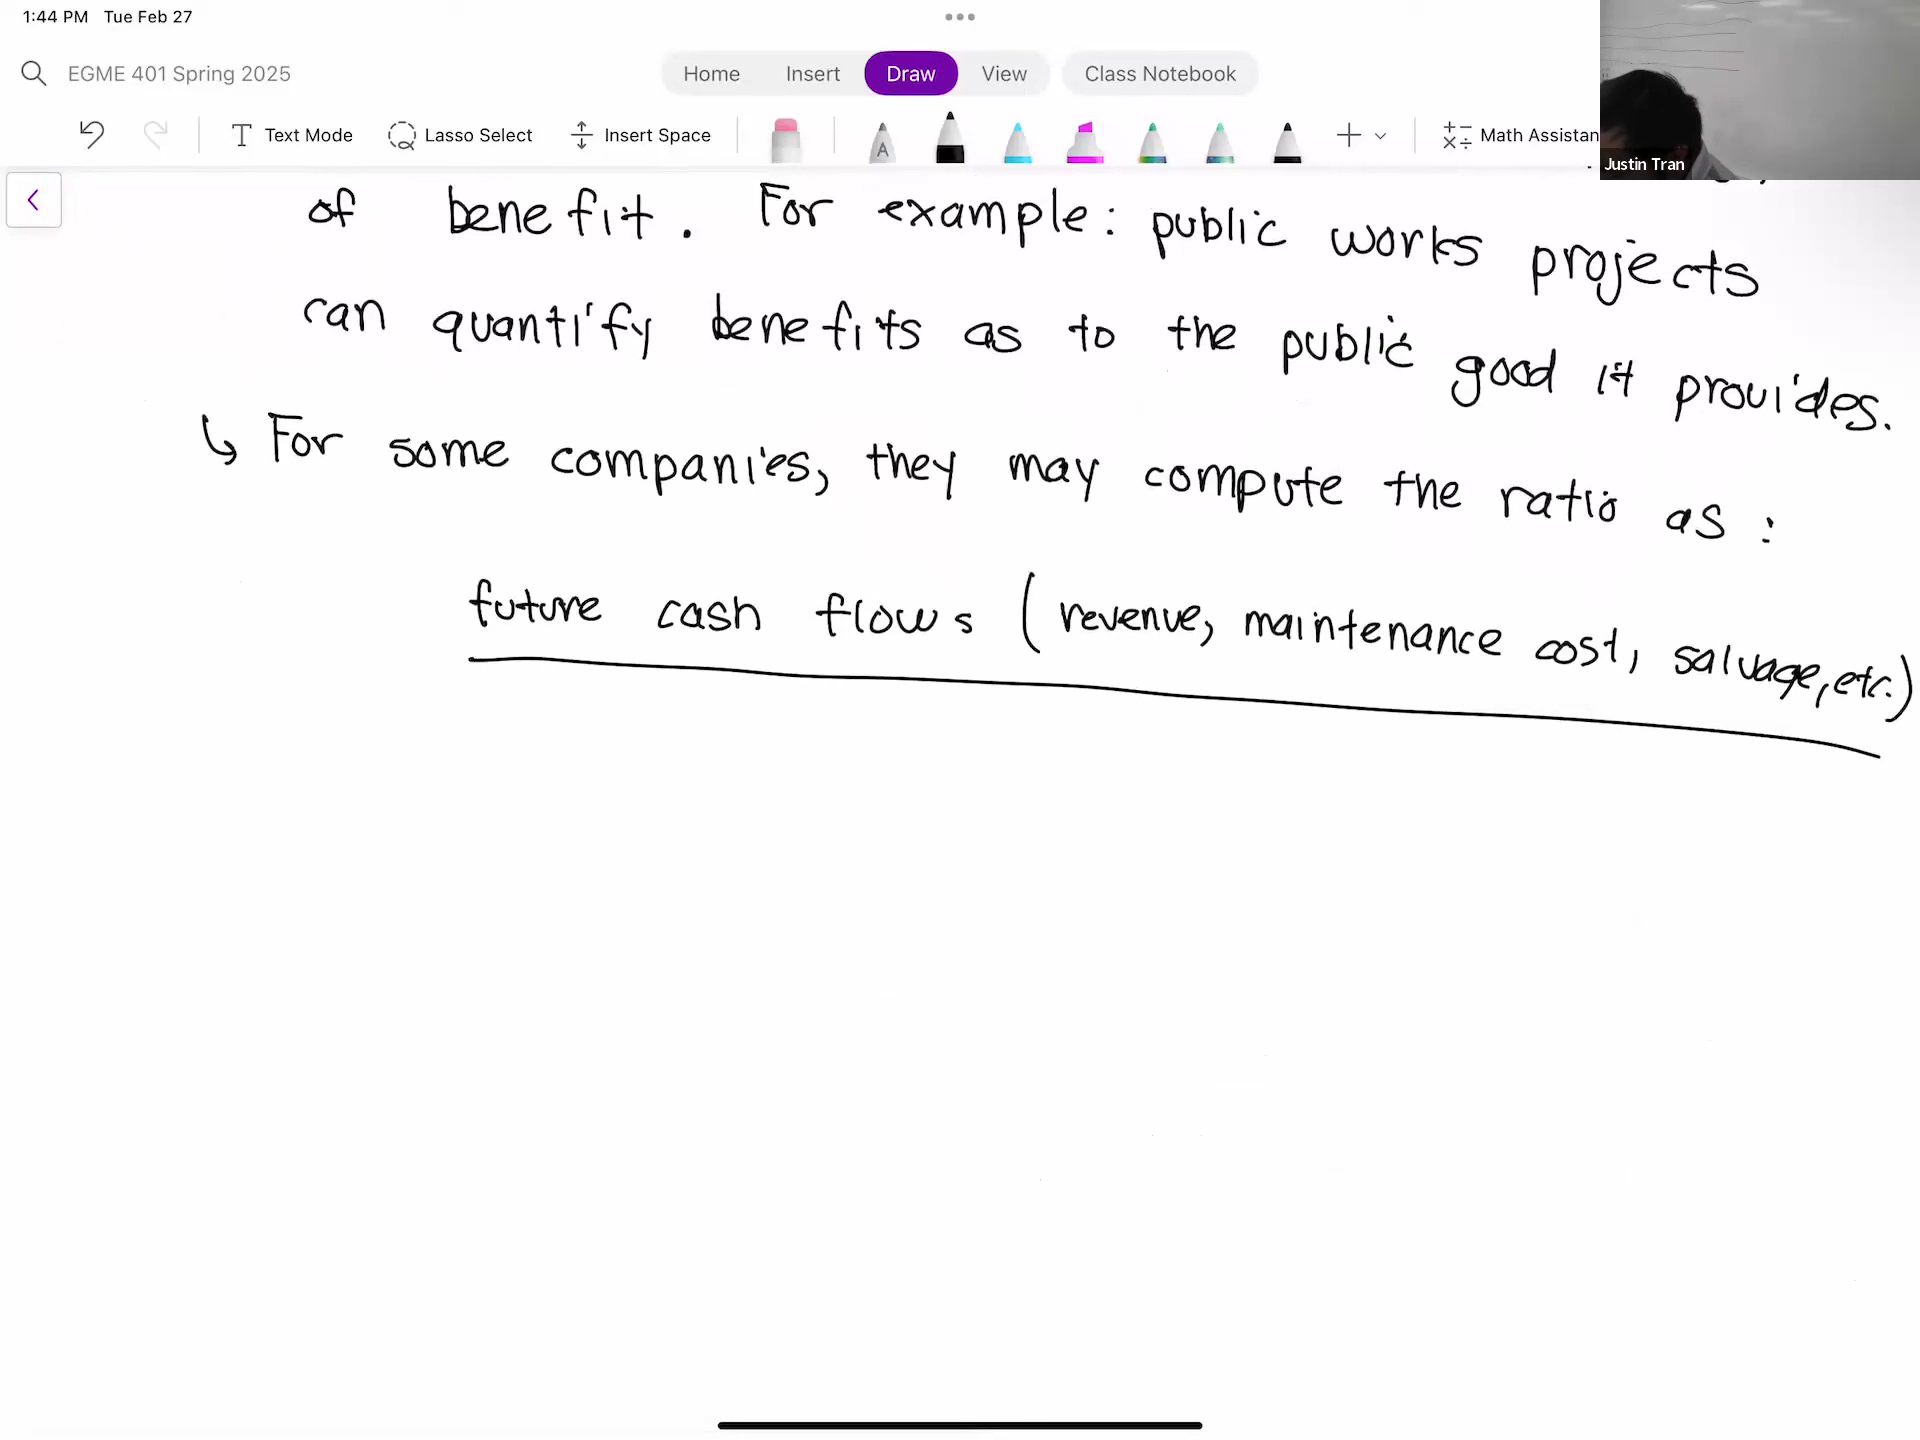 1:44 PM Tue Feb 27
EGME 401 Spring 2025
Home Insert Draw View Class Notebook
Text Mode Lasso Select Insert Space A Math Assistan
Justin Tran
of benefit. For example: public works projects
can quantify benefits as to the public good it provides.
↳ For some companies, they may compute the ratio as:
future cash flows (revenue, maintenance cost, salvage, etc.)